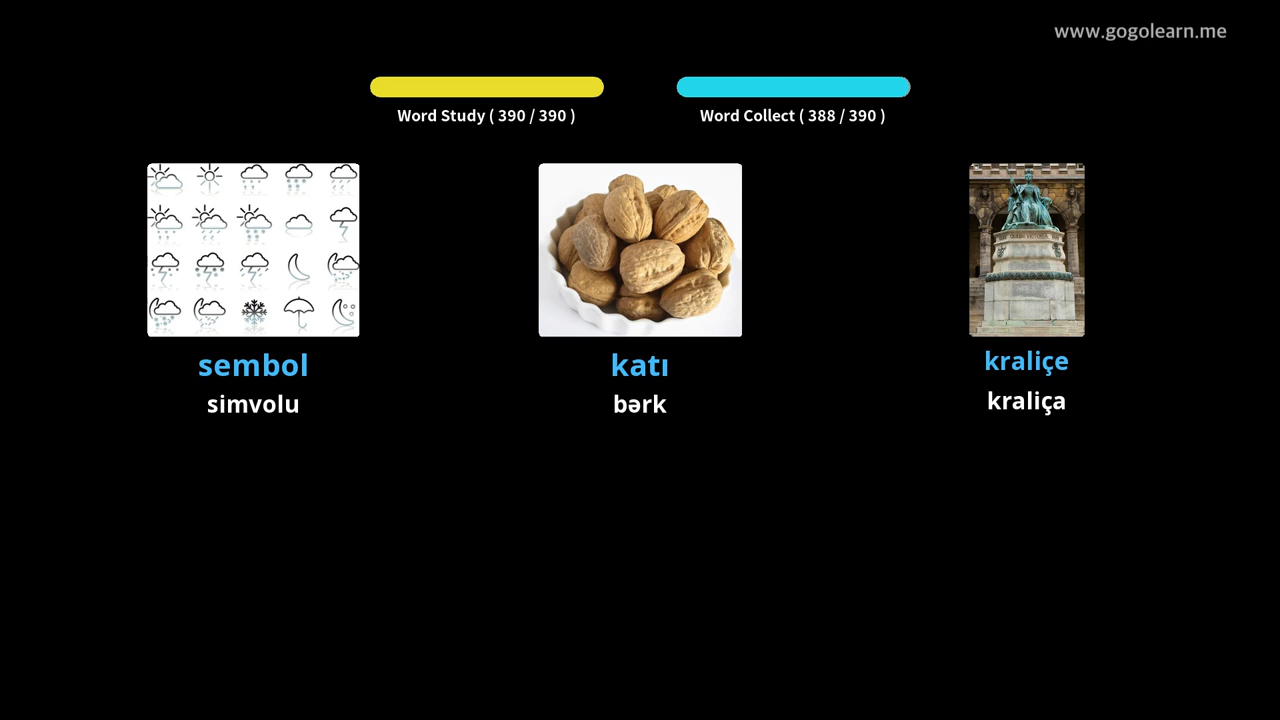 www.gogolearn.me
Word Study ( 390 / 390 )
Word Collect ( 388 / 390 )
sembol
simvolu
katı
bərk
kraliçe
kraliça